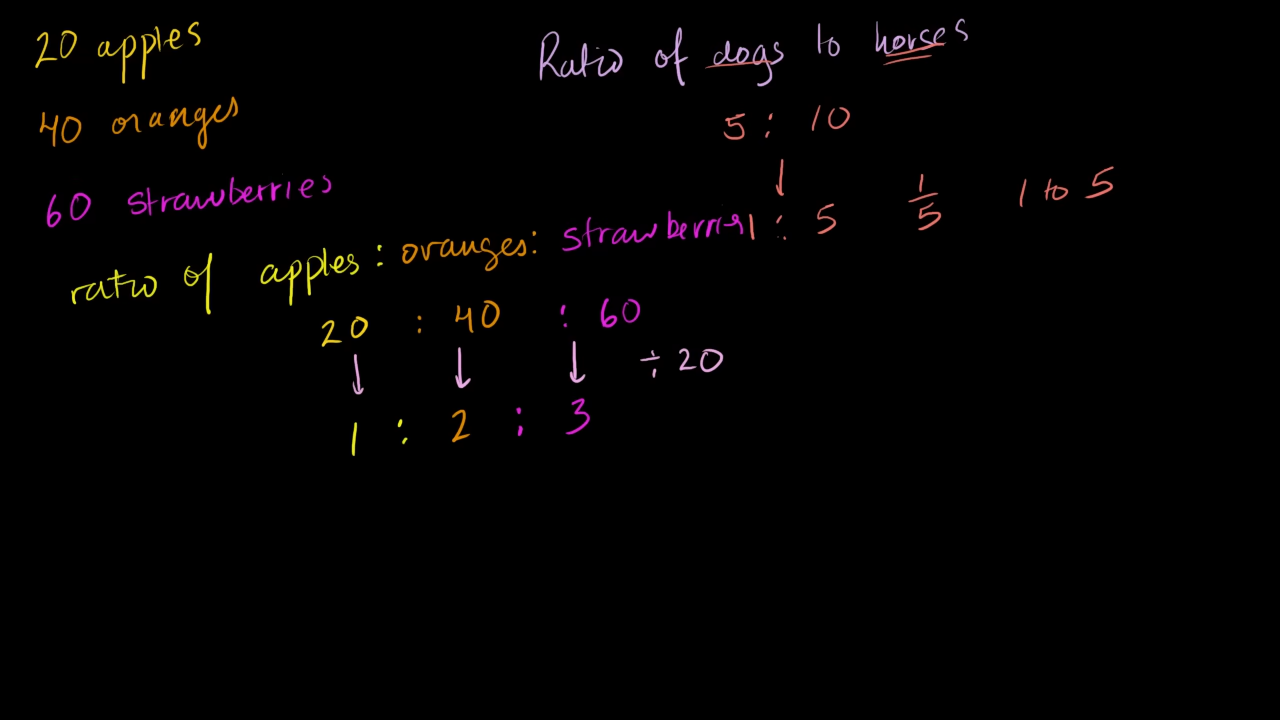 20 apples
40 oranges
60 strawberries
ratio of apples : oranges : strawberries
20 : 40 : 60
÷ 20
1 : 2 : 3
Ratio of dogs to horses
5 : 10
1 : 5 1/5 1 to 5